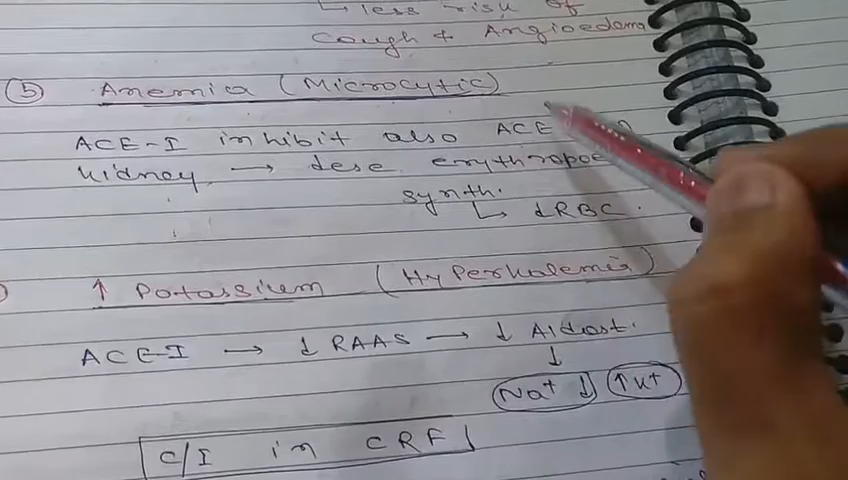 ↳ less risk of
cough + Angioedema
⑤ Anemia (Microcytic)
ACE-I inhibit also ACE
kidney → dese erythropoe
synth.
↳ ↓RBC.
↑ Potassium (Hyperkalemia)
ACE-I → ↓ RAAS → ↓ Aldost.
↓
Na+ ↓ ↑K+
C/I in CRF